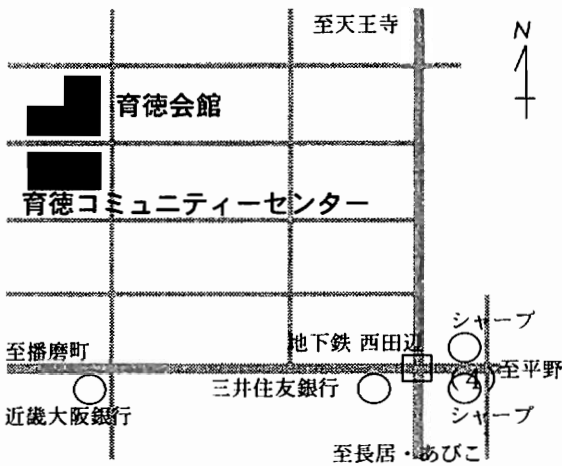 至天王寺
N
育徳会館
育徳コミュニティーセンター
シャープ
地下鉄 西田辺
至播磨町
至平野
4
三井住友銀行
近畿大阪銀行
シャープ
至長居・あびこ